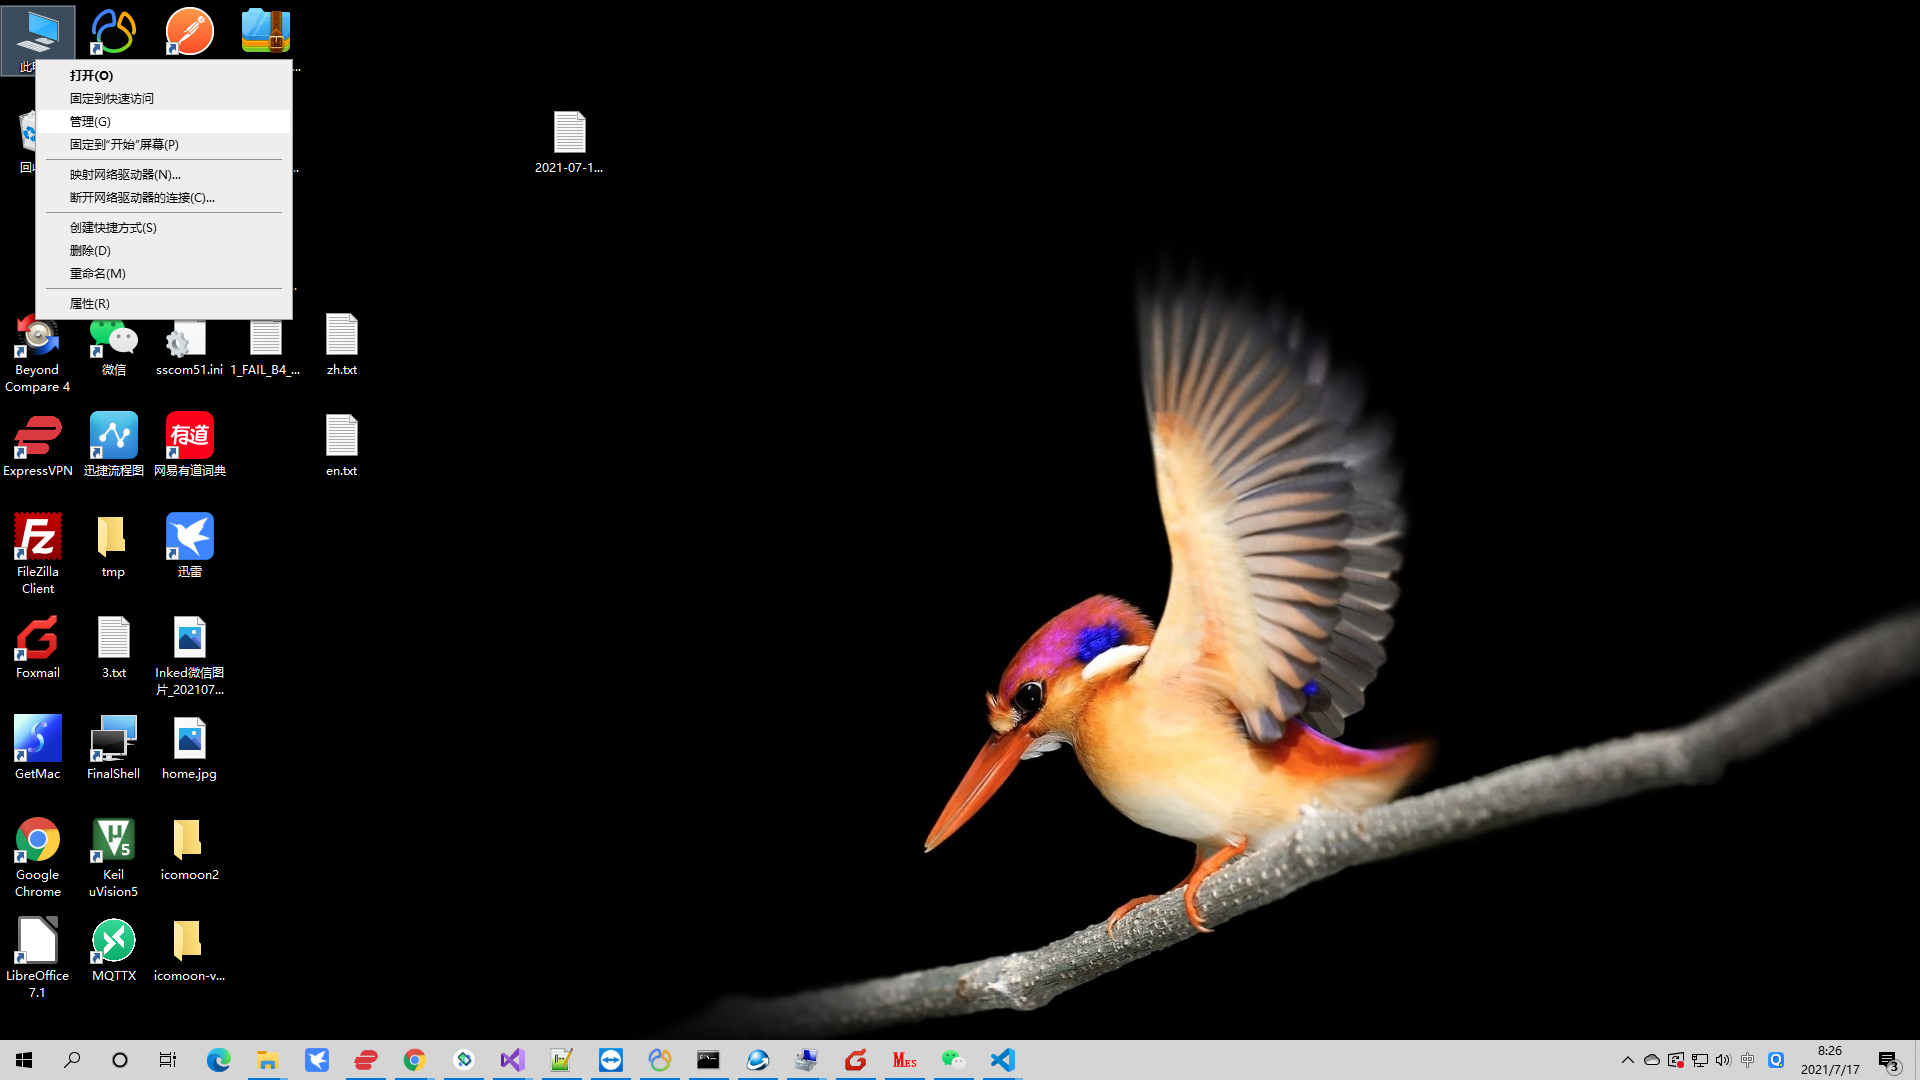 打开(O)
固定到快速访问
管理(G)
固定到“开始”屏幕(P)
映射网络驱动器(N)...
断开网络驱动器的连接(C)...
创建快捷方式(S)
删除(D)
重命名(M)
属性(R)
2021-07-1...
Beyond
Compare 4
微信
sscom51.ini
1_FAIL_B4_...
zh.txt
ExpressVPN
迅捷流程图
有道
网易有道词典
en.txt
FileZilla
Client
tmp
迅雷
Foxmail
3.txt
Inked微信图
片_202107...
GetMac
FinalShell
home.jpg
Google
Chrome
Keil
uVision5
icomoon2
LibreOffice
7.1
MQTTX
icomoon-v...
MES
中
8:26
2021/7/17
3